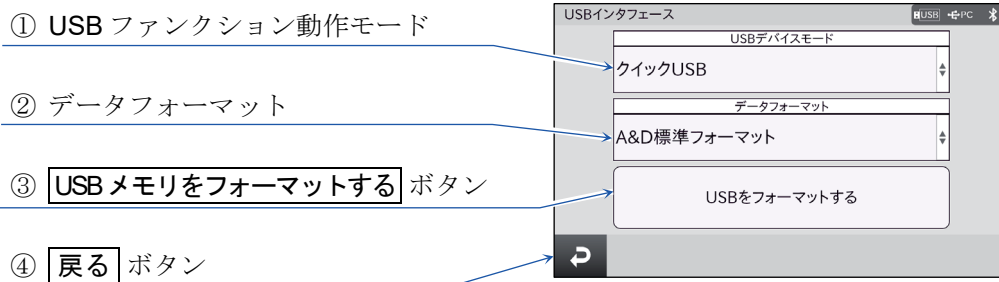 ① USB ファンクション動作モード
② データフォーマット
③ USB メモリをフォーマットする ボタン
④ 戻る ボタン
USBインタフェース
USB PC
USBデバイスモード
クイックUSB
データフォーマット
A&D標準フォーマット
USBをフォーマットする